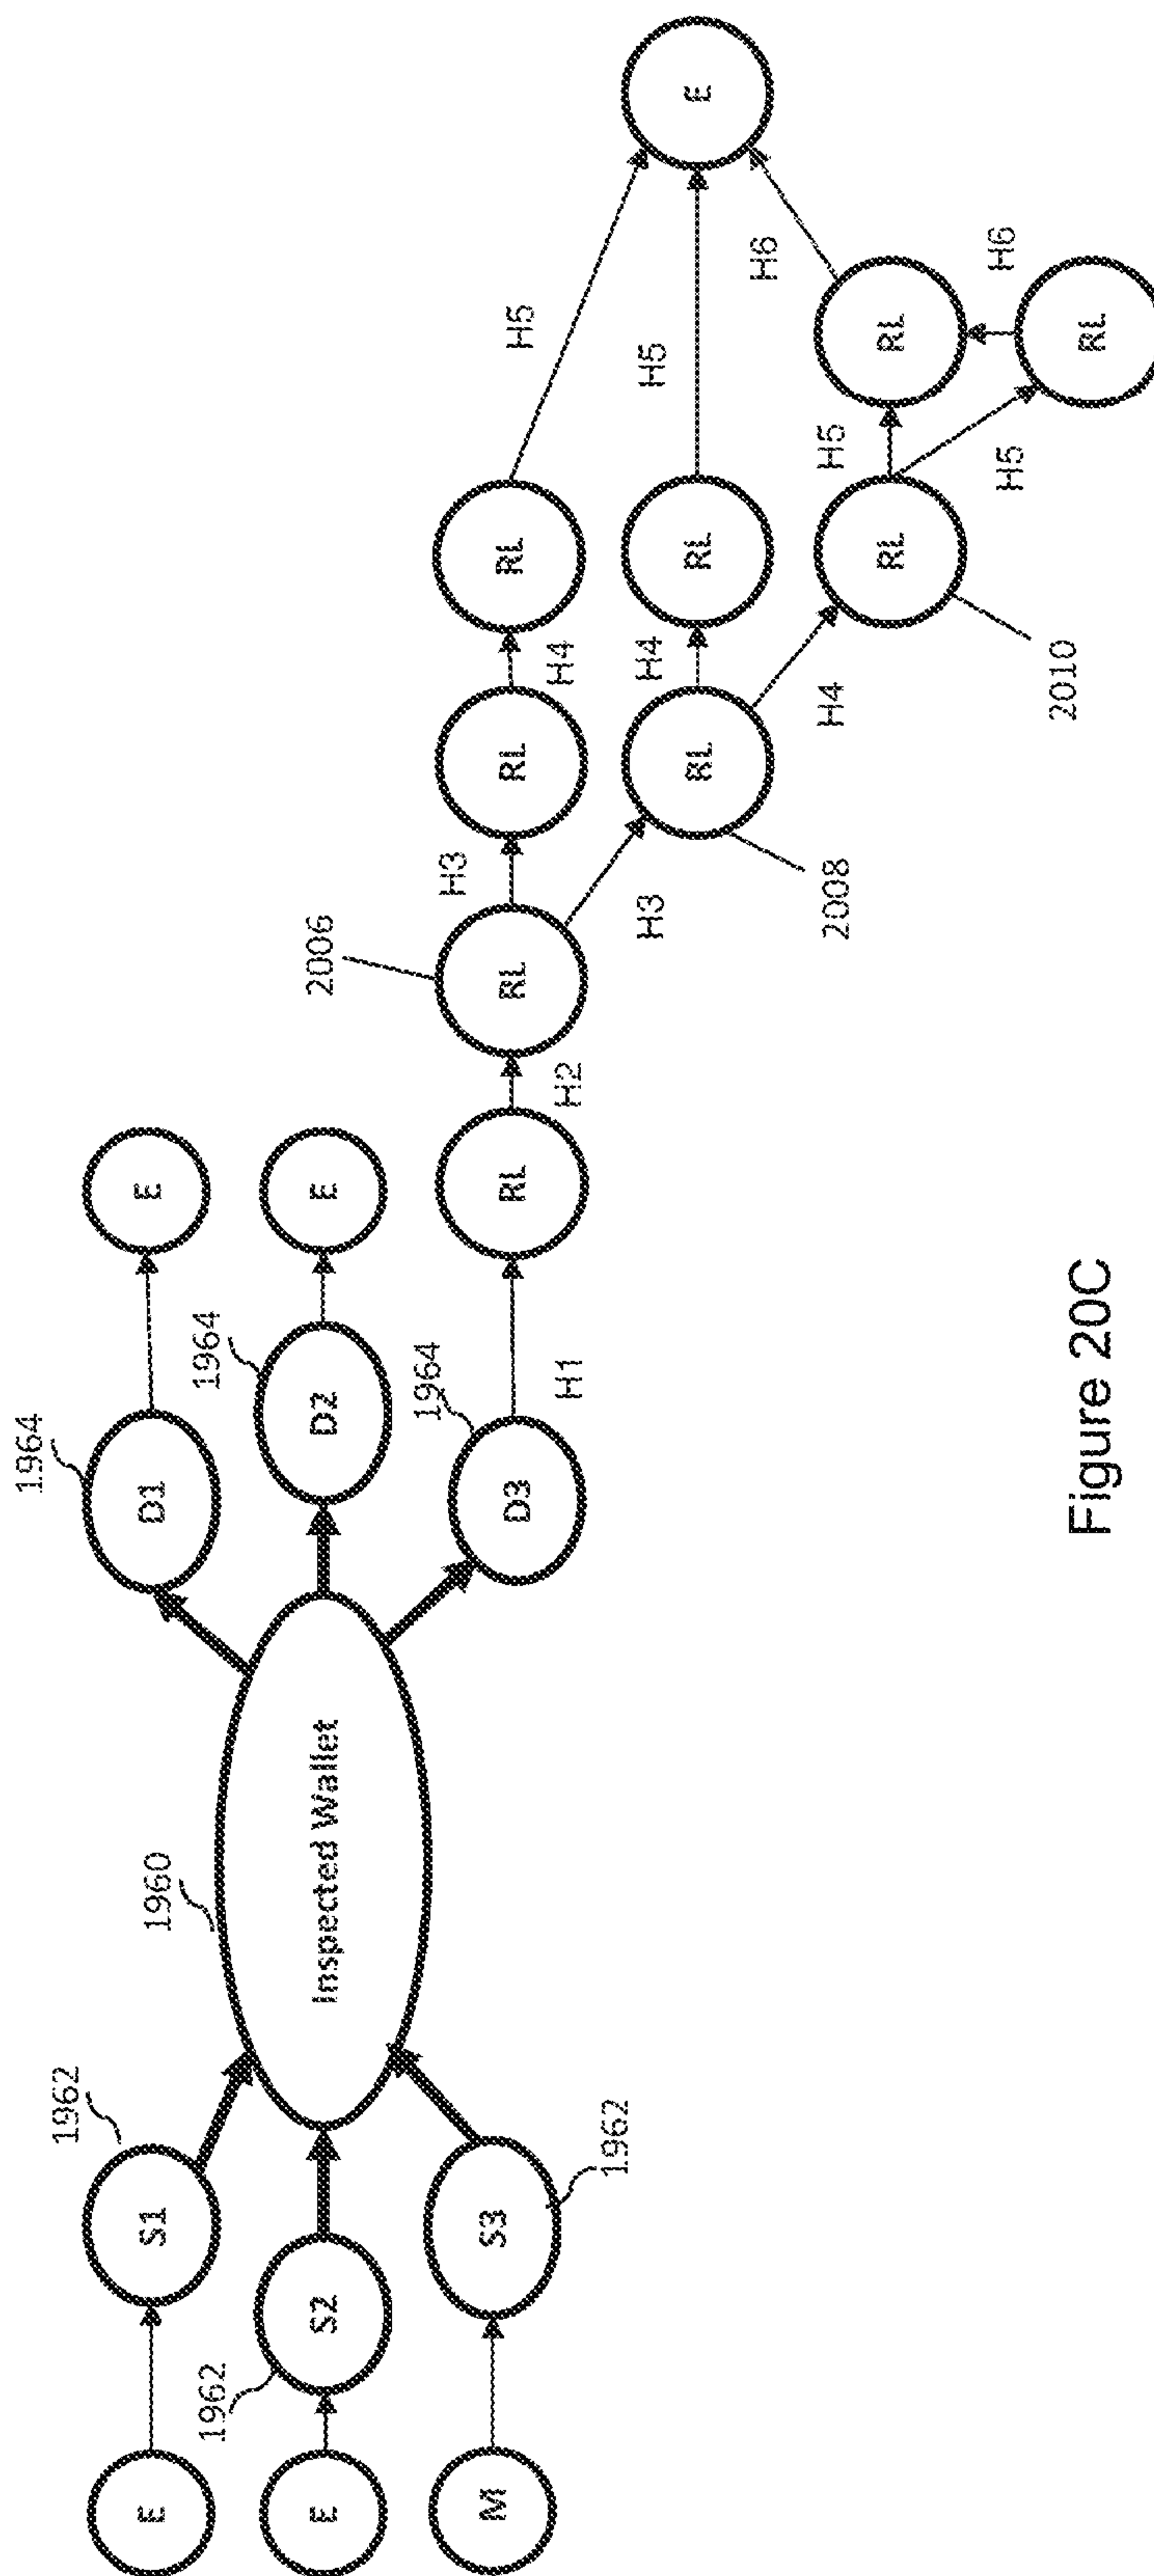 E
S1
1962
D1
1964
E
E
S2
1962
1960
Inspected Wallet
D2
1964
E
M
S3
1962
D3
1964
H1
RL
H2
RL
2006
H3
RL
H4
RL
H5
H3
RL
2008
H4
RL
H5
E
H4
RL
2010
H5
RL
H6
H5
RL
H6
Figure 20C